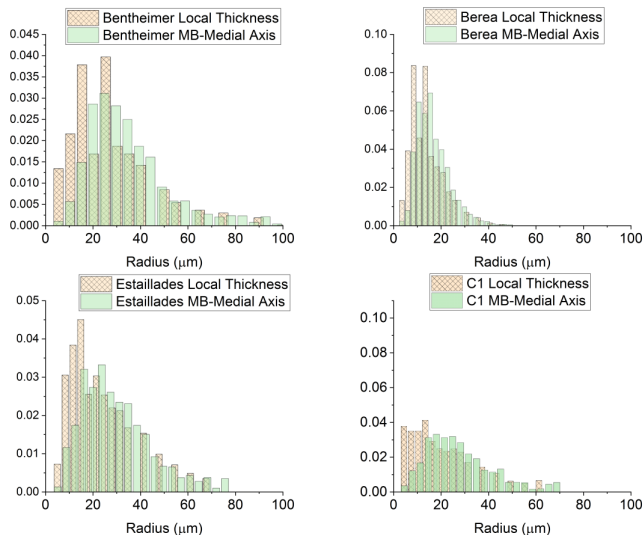 Bentheimer Local Thickness
Bentheimer MB-Medial Axis
0.045
0.040
0.035
0.030
0.025
0.020
0.015
0.010
0.005
0.000
0 20 40 60 80 100
Radius (μm)
Berea Local Thickness
Berea MB-Medial Axis
0.10
0.08
0.06
0.04
0.02
0.00
0 20 40 60 80 100
Radius (μm)
Estaillades Local Thickness
Estaillades MB-Medial Axis
0.05
0.04
0.03
0.02
0.01
0.00
0 20 40 60 80 100
Radius (μm)
C1 Local Thickness
C1 MB-Medial Axis
0.10
0.08
0.06
0.04
0.02
0.00
0 20 40 60 80 100
Radius (μm)